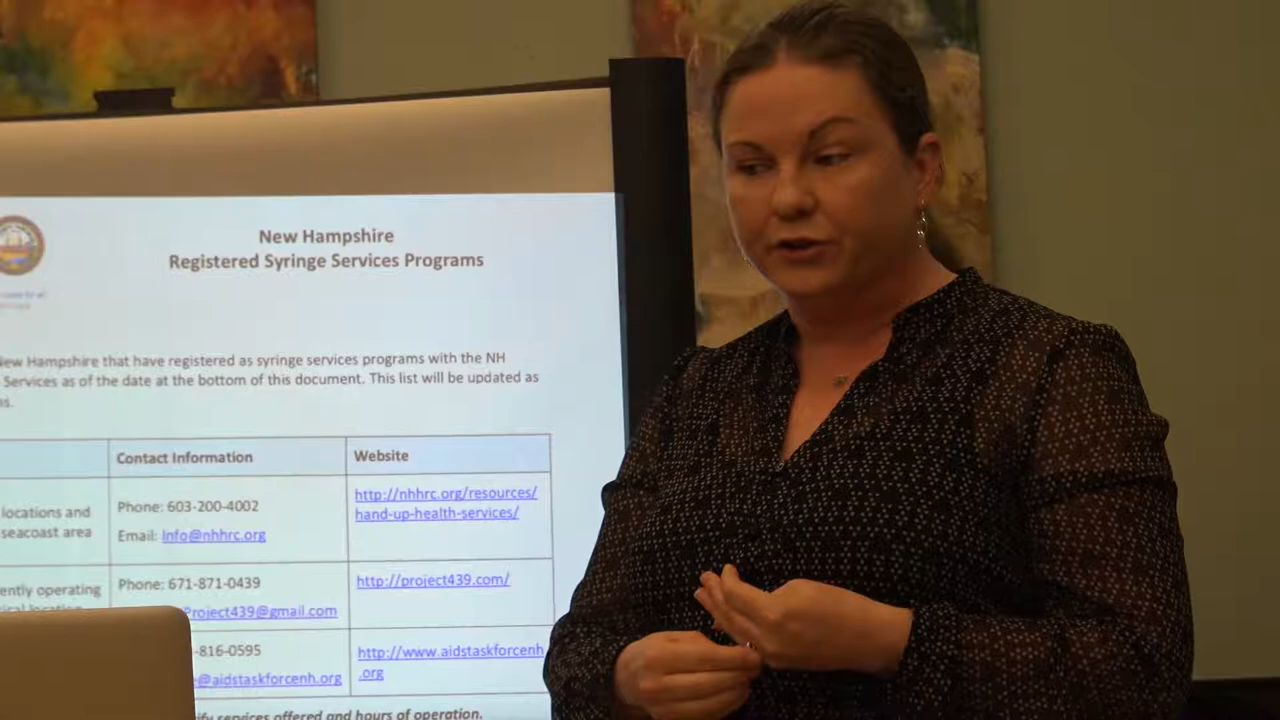 New Hampshire
Registered Syringe Services Programs
New Hampshire that have registered as syringe services programs with the NH
Services as of the date at the bottom of this document. This list will be updated as
Contact Information
Website
locations and
seacoast area
Phone: 603-200-4002
Email: Info@nhhrc.org
http://nhhrc.org/resources/
hand-up-health-services/
ently operating
Phone: 671-871-0439
Project439@gmail.com
http://project439.com/
-816-0595
@aidstaskforcenh.org
http://www.aidstaskforcenh
.org
services offered and hours of operation.